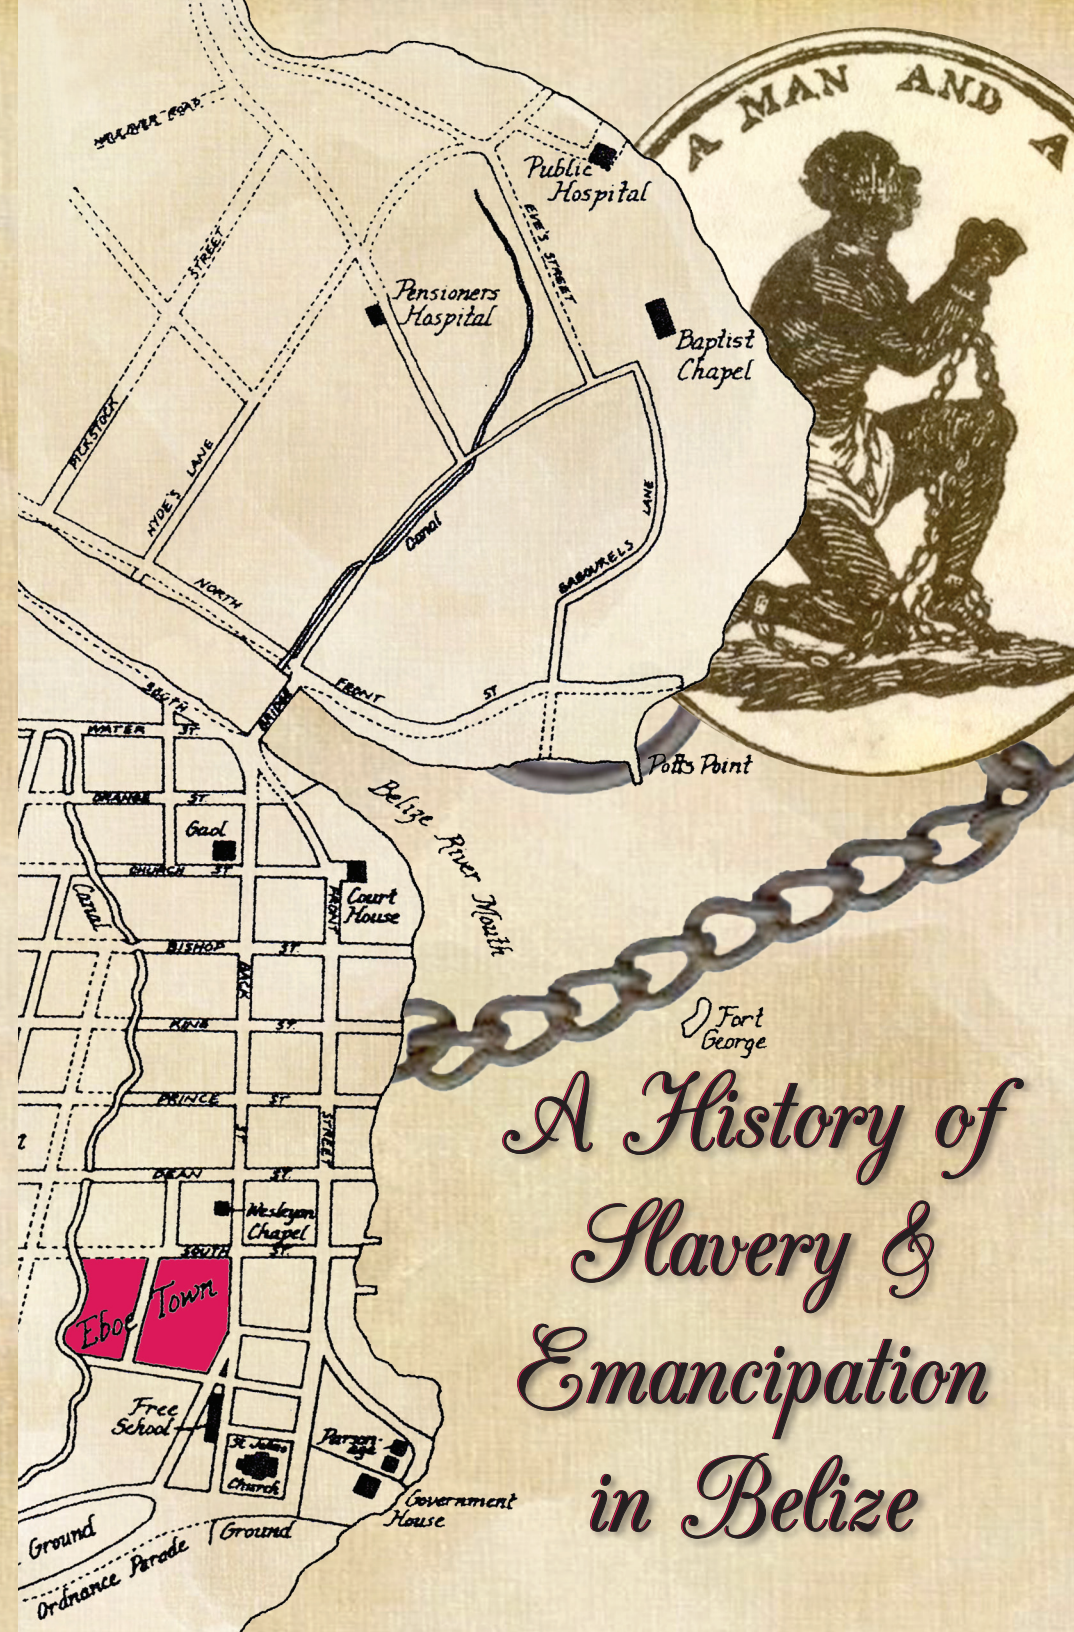 A MAN AND A
Public
Hospital
EVE'S STREET
STREET
Pensioners
Hospital
Baptist
Chapel
PICKSTOCK
HYDE'S LANE
LANE
Canal
GABOURELS
NORTH
FRONT ST
SOUTH
BRIDGE
WATER ST.
Potts Point
ORANGE ST
Belize River Mouth
Gaol
CHURCH ST
Canal
Court
House
FRONT
BISHOP ST.
BACK
KING ST.
Fort
George
PRINCE ST
ST
STREET
DEAN ST.
Wesleyan
Chapel
SOUTH ST.
Eboe Town
Free
School
St Johns
Church
Parson-
age
Government
House
Ground
Ground
Ordnance Parade
A History of
Slavery &
Emancipation
in Belize